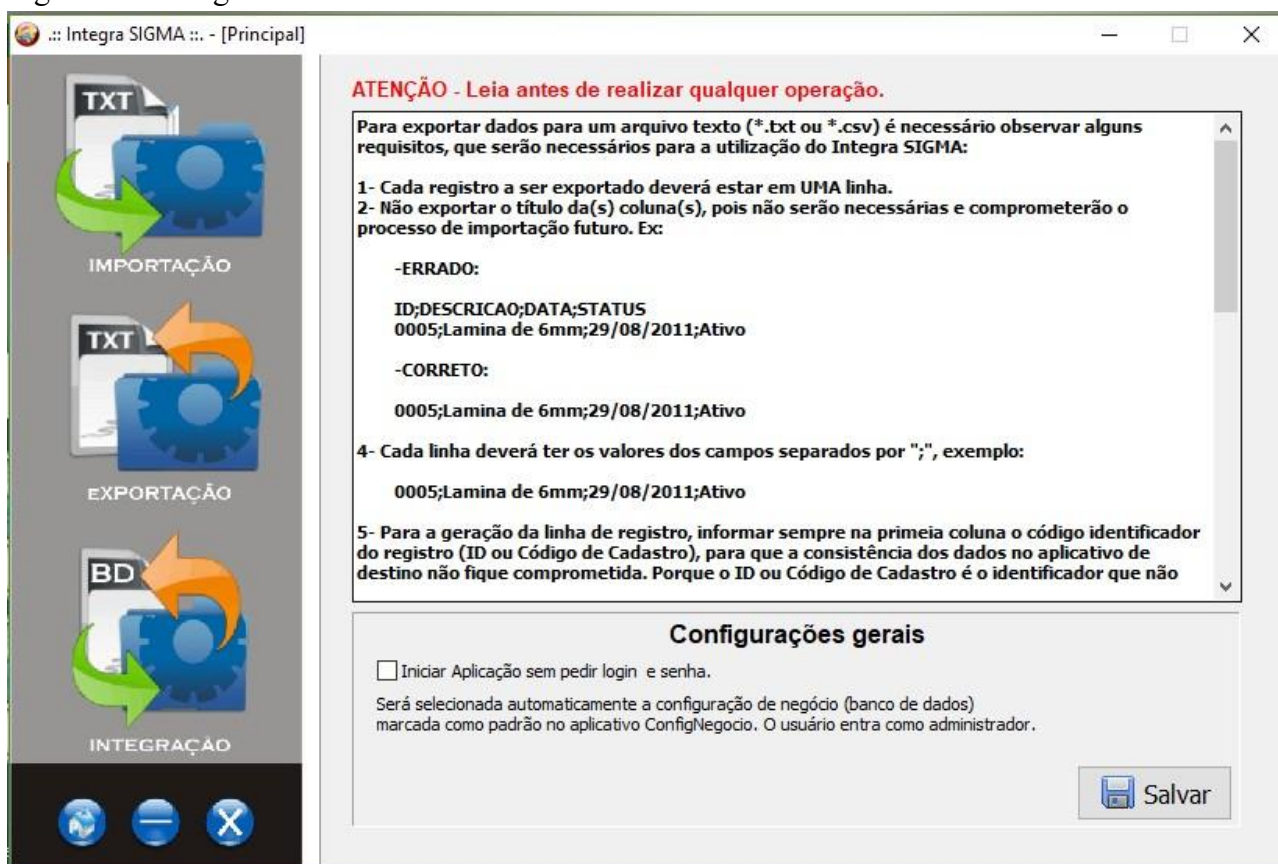 .:: Integra SIGMA ::. - [Principal]
TXT
IMPORTAÇÃO
TXT
EXPORTAÇÃO
BD
INTEGRAÇÃO
ATENÇÃO - Leia antes de realizar qualquer operação.
Para exportar dados para um arquivo texto (*.txt ou *.csv) é necessário observar alguns
requisitos, que serão necessários para a utilização do Integra SIGMA:
1- Cada registro a ser exportado deverá estar em UMA linha.
2- Não exportar o título da(s) coluna(s), pois não serão necessárias e comprometerão o
processo de importação futuro. Ex:
-ERRADO:
ID;DESCRICAO;DATA;STATUS
0005;Lamina de 6mm;29/08/2011;Ativo
-CORRETO:
0005;Lamina de 6mm;29/08/2011;Ativo
4- Cada linha deverá ter os valores dos campos separados por ";", exemplo:
0005;Lamina de 6mm;29/08/2011;Ativo
5- Para a geração da linha de registro, informar sempre na primeia coluna o código identificador
do registro (ID ou Código de Cadastro), para que a consistência dos dados no aplicativo de
destino não fique comprometida. Porque o ID ou Código de Cadastro é o identificador que não
Configurações gerais
Iniciar Aplicação sem pedir login e senha.
Será selecionada automaticamente a configuração de negócio (banco de dados)
marcada como padrão no aplicativo ConfigNegocio. O usuário entra como administrador.
Salvar